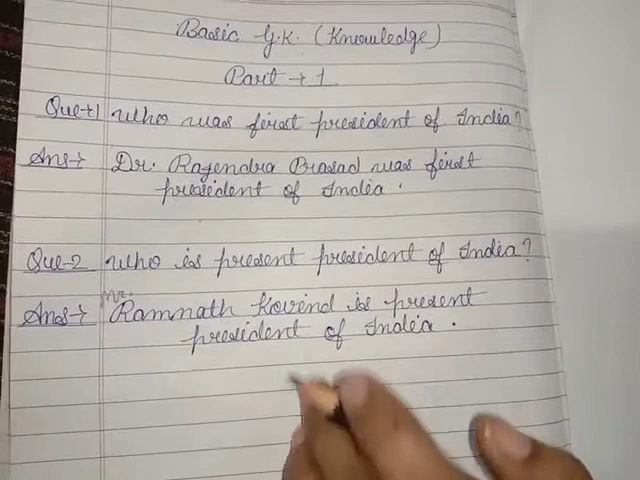 Basic G.K. (Knowledge)
Part → 1
Que→1 Who was first president of India?
Ans→ Dr. Rajendra Prasad was first
president of India.
Que-2 Who is present president of India?
Mr.
Ans→ Ramnath Kovind is present
president of India.